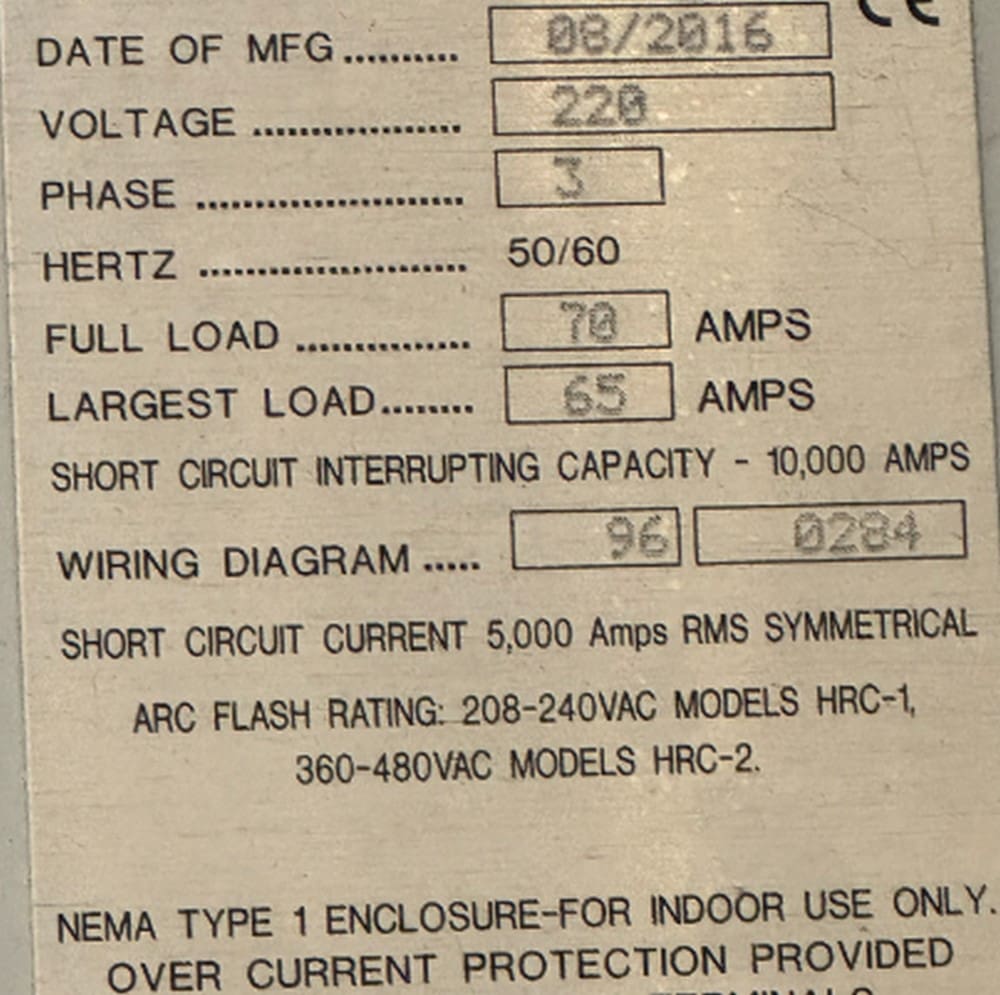 CE
DATE OF MFG.......... 08/2016
VOLTAGE .................. 220
PHASE ....................... 3
HERTZ ....................... 50/60
FULL LOAD ............... 70 AMPS
LARGEST LOAD........ 65 AMPS
SHORT CIRCUIT INTERRUPTING CAPACITY - 10,000 AMPS
WIRING DIAGRAM ..... 96 0284
SHORT CIRCUIT CURRENT 5,000 Amps RMS SYMMETRICAL
ARC FLASH RATING: 208-240VAC MODELS HRC-1,
360-480VAC MODELS HRC-2.
NEMA TYPE 1 ENCLOSURE-FOR INDOOR USE ONLY.
OVER CURRENT PROTECTION PROVIDED
TERMINALS